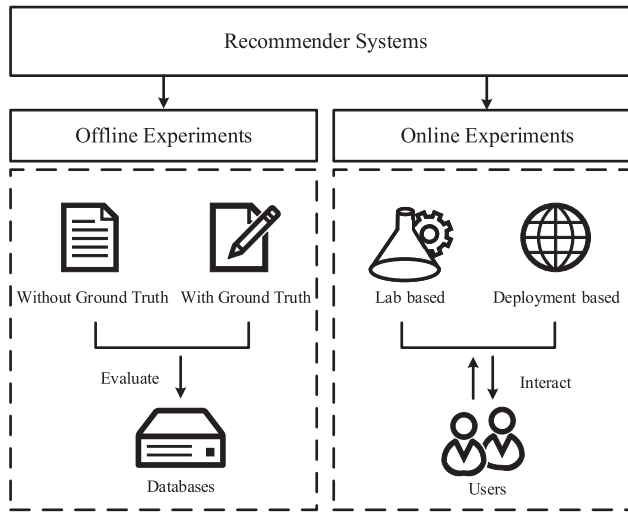 Recommender Systems
Offline Experiments
Online Experiments
Without Ground Truth
With Ground Truth
Lab based
Deployment based
Evaluate
Interact
Databases
Users